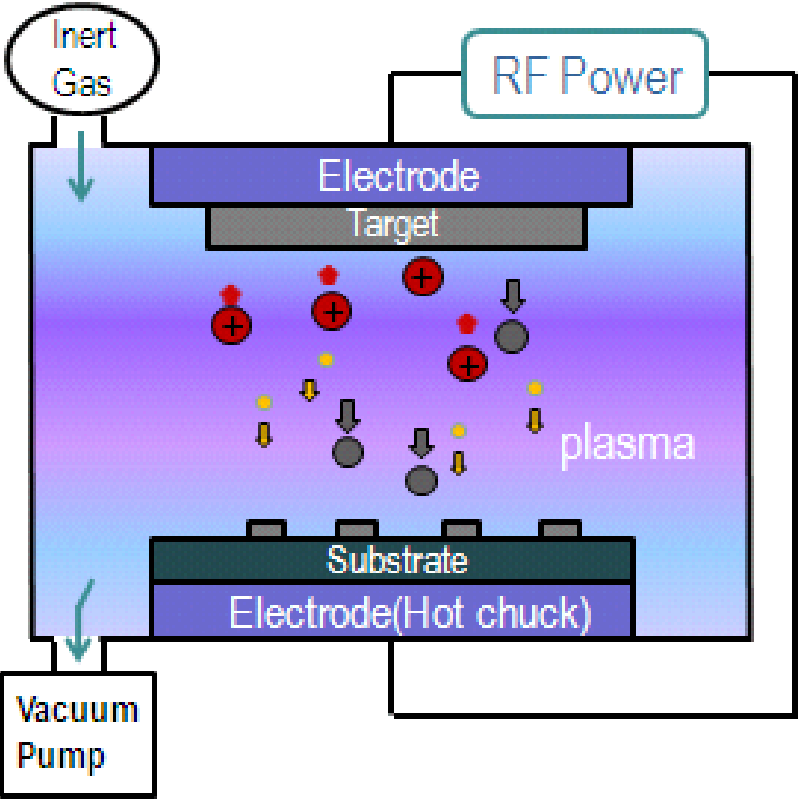 Inert
Gas
RF Power
Electrode
Target
+
+
+
+
plasma
Substrate
Electrode(Hot chuck)
Vacuum
Pump